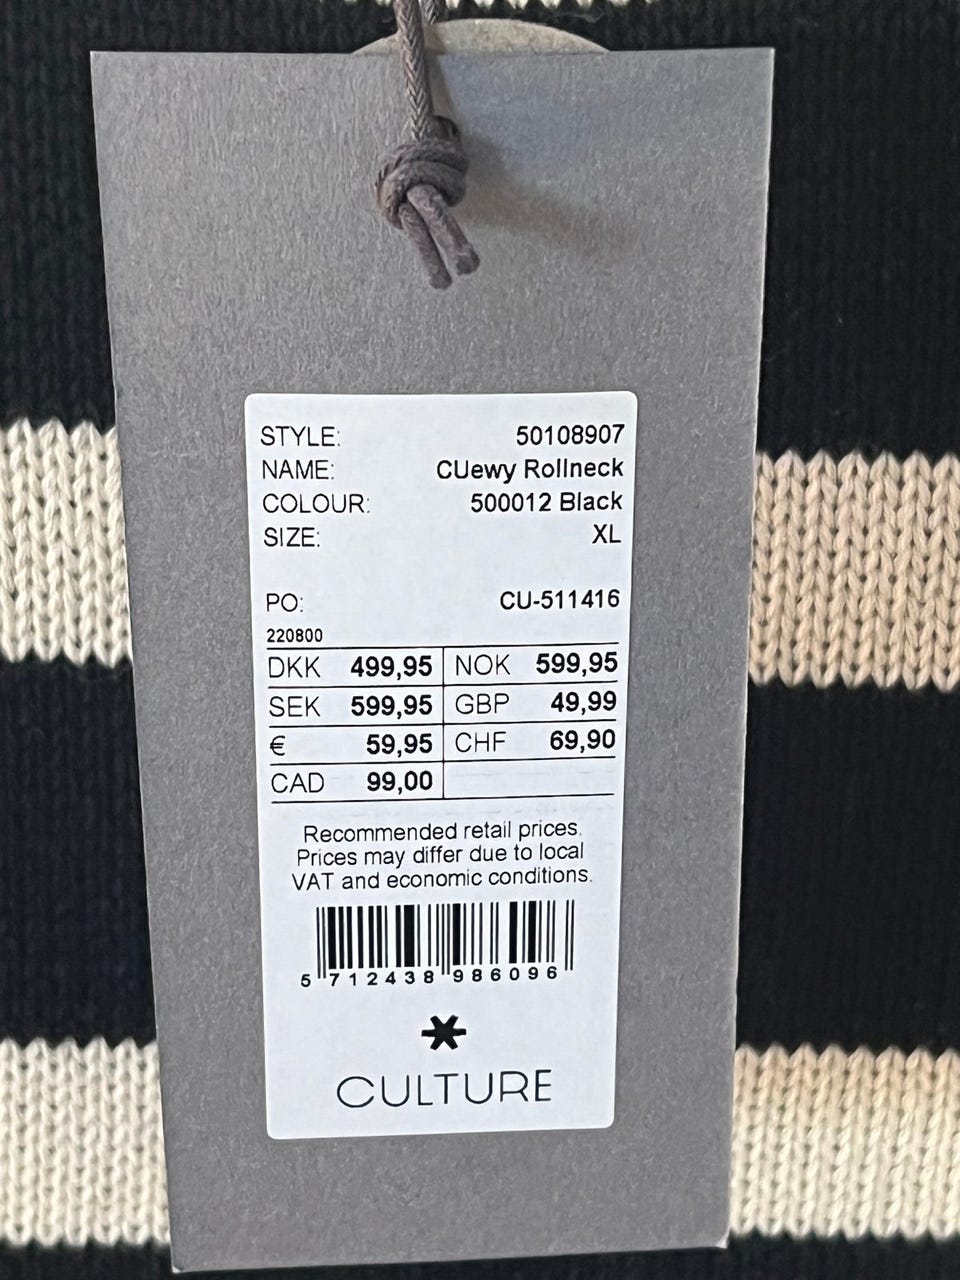 STYLE: 50108907
NAME: CUewy Rollneck
COLOUR: 500012 Black
SIZE: XL
PO: CU-511416
220800
DKK 499,95 NOK 599,95
SEK 599,95 GBP 49,99
€ 59,95 CHF 69,90
CAD 99,00
Recommended retail prices.
Prices may differ due to local
VAT and economic conditions.
5 712438 986096
CULTURE